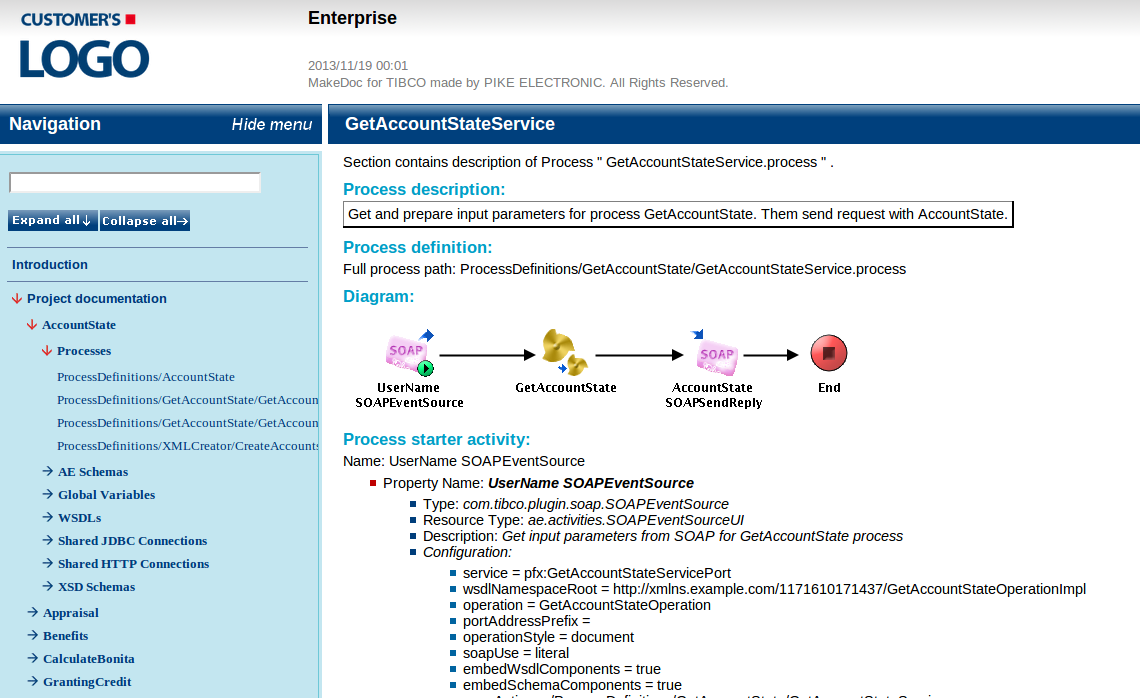 CUSTOMER'S
LOGO
Enterprise
2013/11/19 00:01
MakeDoc for TIBCO made by PIKE ELECTRONIC. All Rights Reserved.
Navigation
Hide menu
GetAccountStateService
Expand all↓
Collapse all→
Introduction
Project documentation
AccountState
Processes
ProcessDefinitions/AccountState
ProcessDefinitions/GetAccountState/GetAccoun
ProcessDefinitions/GetAccountState/GetAccoun
ProcessDefinitions/XMLCreator/CreateAccounts
AE Schemas
Global Variables
WSDLs
Shared JDBC Connections
Shared HTTP Connections
XSD Schemas
Appraisal
Benefits
CalculateBonita
GrantingCredit
Section contains description of Process " GetAccountStateService.process " .
Process description:
Get and prepare input parameters for process GetAccountState. Them send request with AccountState.
Process definition:
Full process path: ProcessDefinitions/GetAccountState/GetAccountStateService.process
Diagram:
SOAP
SOAP
UserName
SOAPEventSource
GetAccountState
AccountState
SOAPSendReply
End
Process starter activity:
Name: UserName SOAPEventSource
Property Name: UserName SOAPEventSource
Type: com.tibco.plugin.soap.SOAPEventSource
Resource Type: ae.activities.SOAPEventSourceUI
Description: Get input parameters from SOAP for GetAccountState process
Configuration:
service = pfx:GetAccountStateServicePort
wsdlNamespaceRoot = http://xmlns.example.com/1171610171437/GetAccountStateOperationImpl
operation = GetAccountStateOperation
portAddressPrefix =
operationStyle = document
soapUse = literal
embedWsdlComponents = true
embedSchemaComponents = true